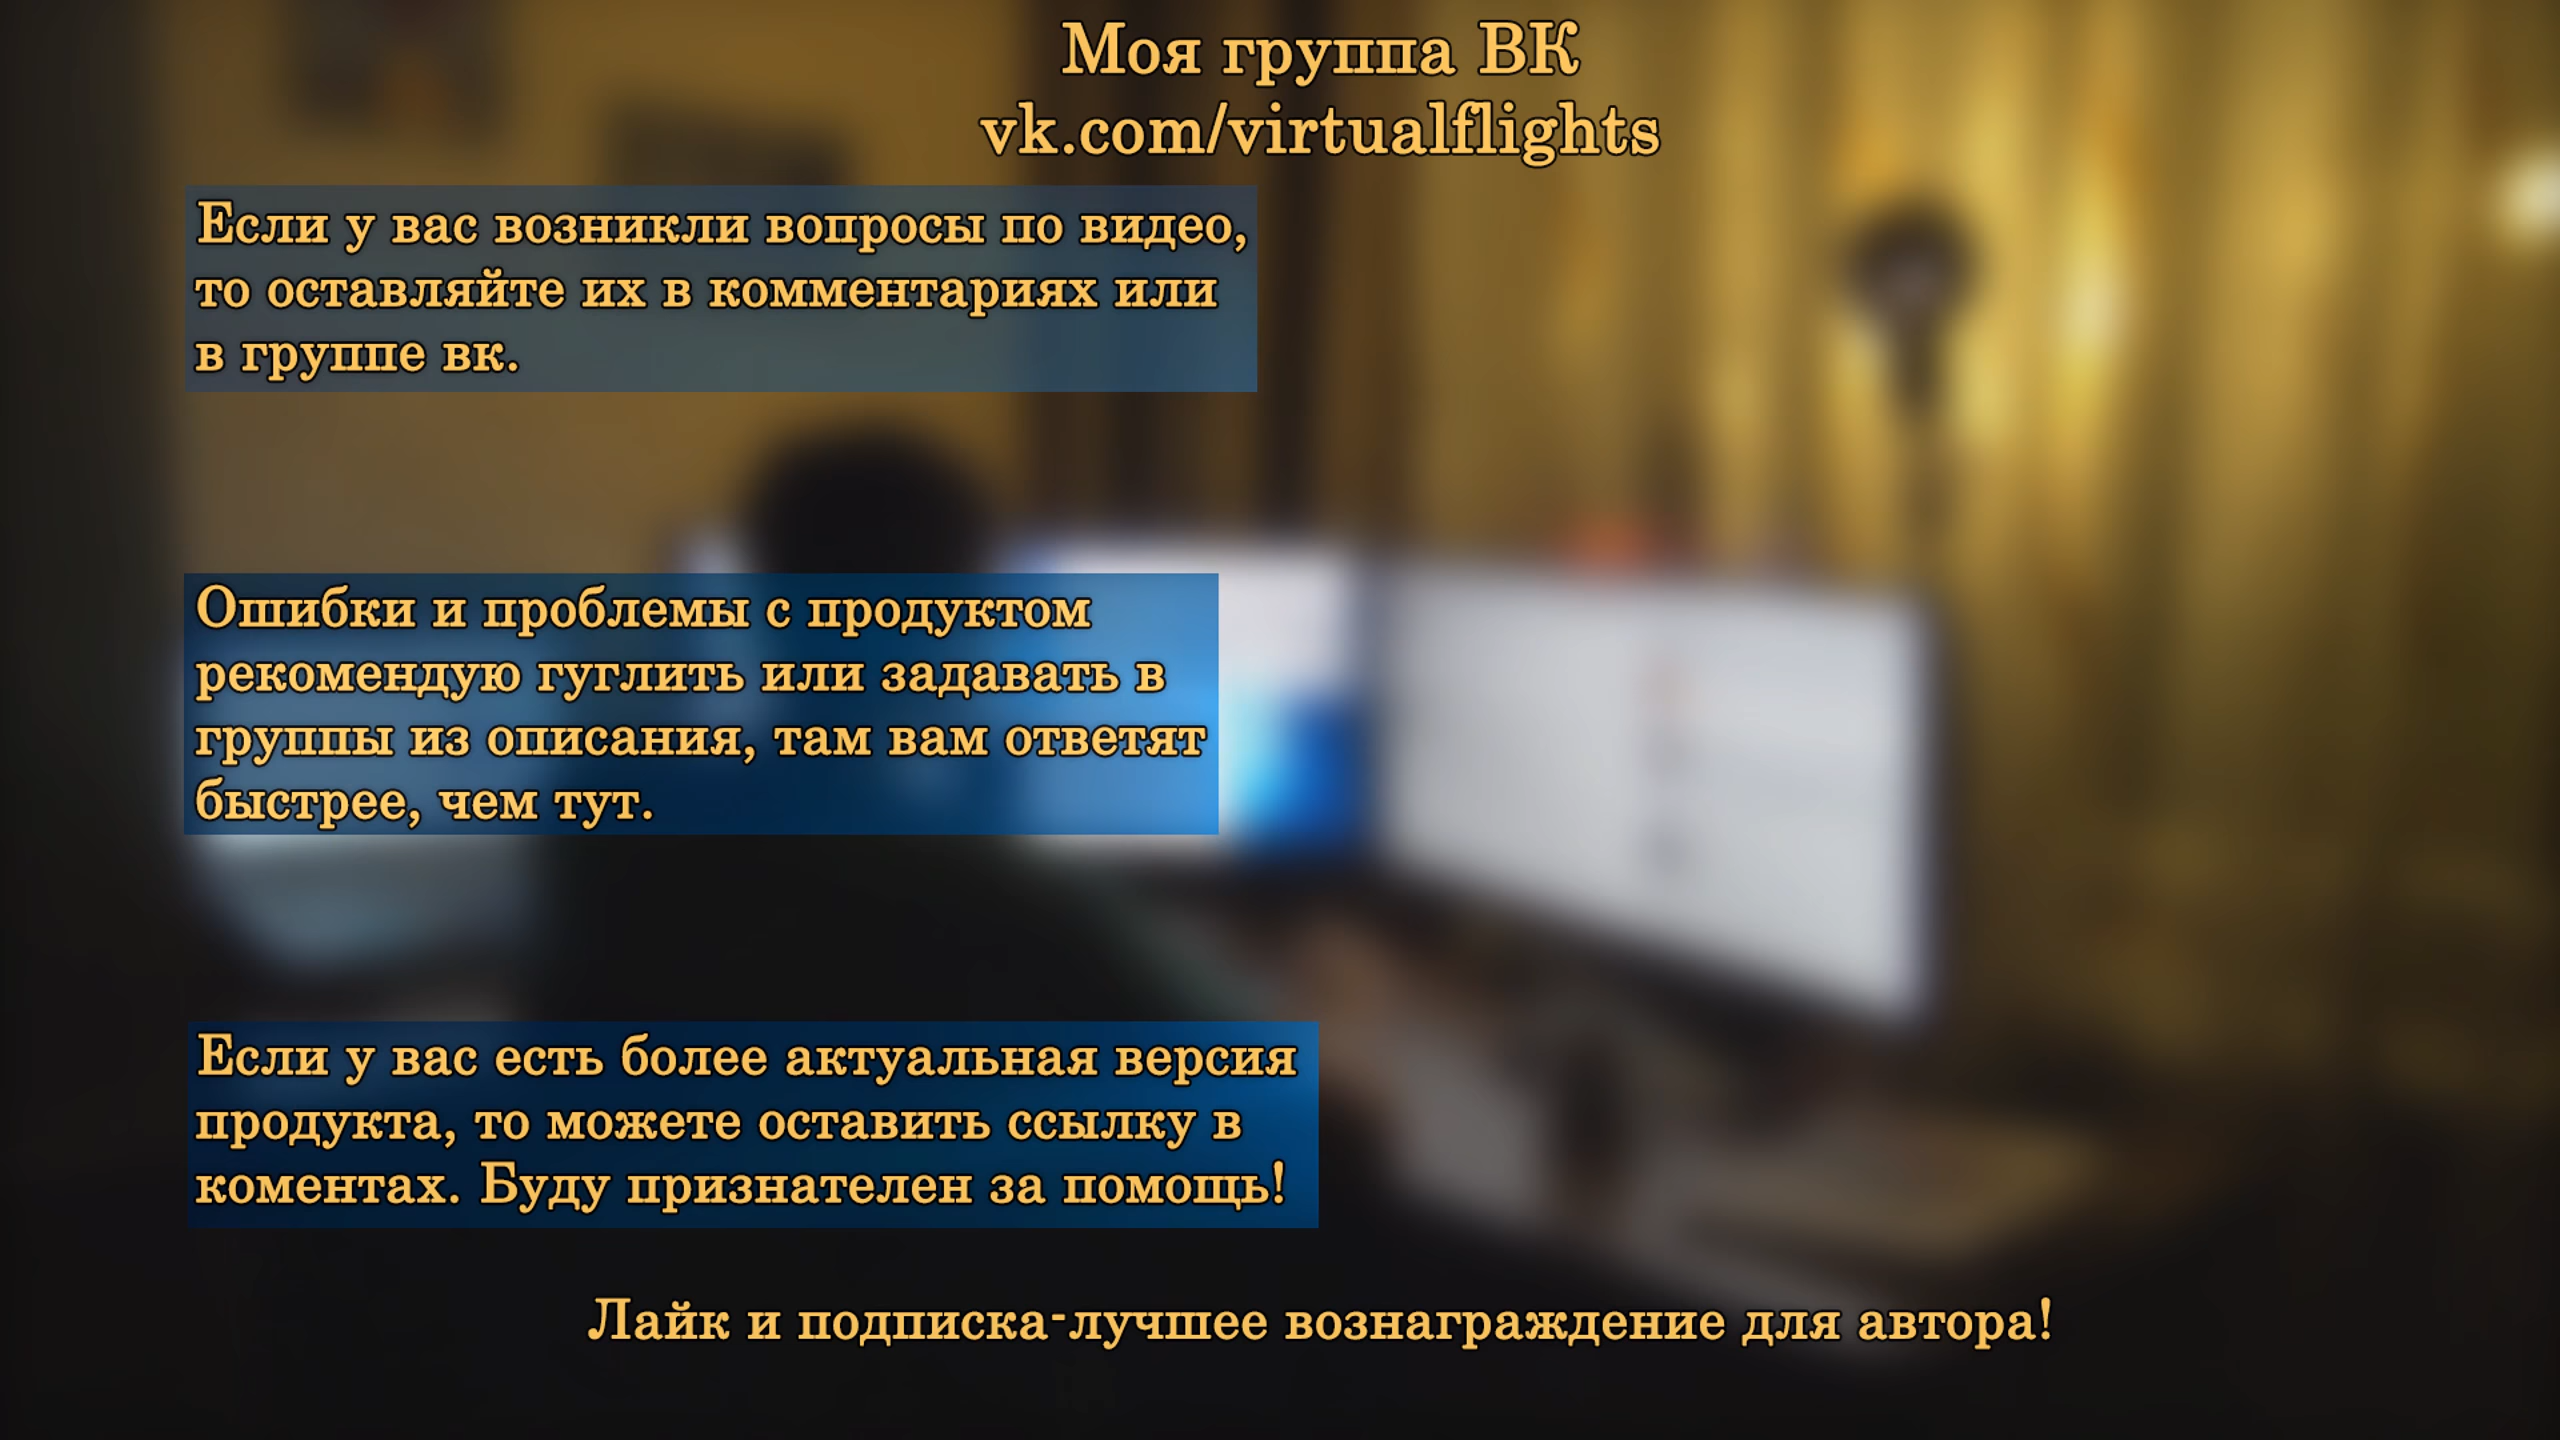 Моя группа ВК
vk.com/virtualflights
Если у вас возникли вопросы по видео,
то оставляйте их в комментариях или
в группе вк.
Ошибки и проблемы с продуктом
рекомендую гуглить или задавать в
группы из описания, там вам ответят
быстрее, чем тут.
Если у вас есть более актуальная версия
продукта, то можете оставить ссылку в
коментах. Буду признателен за помощь!
Лайк и подписка-лучшее вознаграждение для автора!